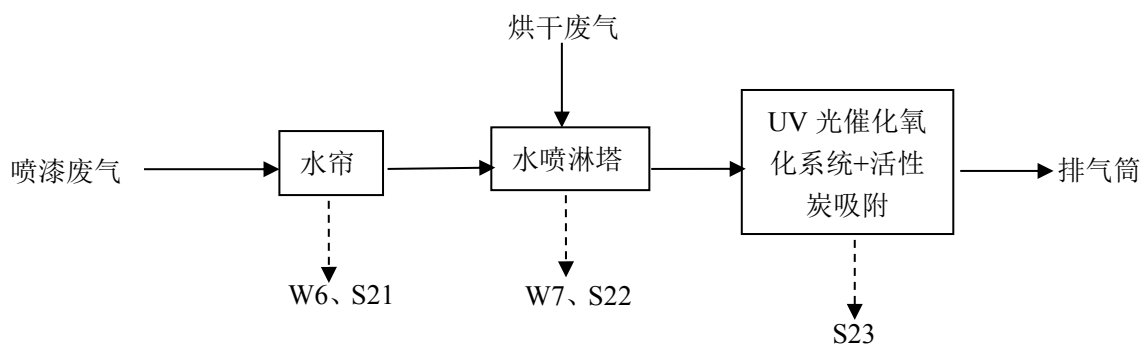 烘干废气
喷漆废气
水帘
水喷淋塔
UV 光催化氧
化系统+活性
炭吸附
排气筒
W6、S21
W7、S22
S23